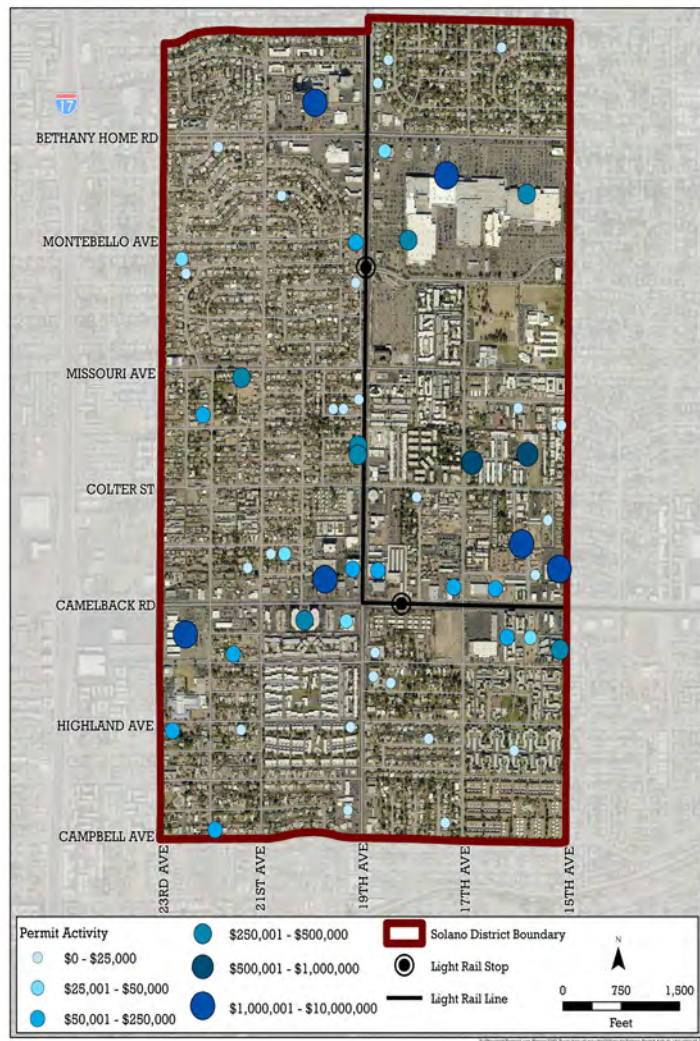 17
BETHANY HOME RD
MONTEBELLO AVE
MISSOURI AVE
COLTER ST
CAMELBACK RD
HIGHLAND AVE
CAMPBELL AVE
23RD AVE
21ST AVE
19TH AVE
17TH AVE
15TH AVE
Permit Activity
$0 - $25,000
$25,001 - $50,000
$50,001 - $250,000
$250,001 - $500,000
$500,001 - $1,000,000
$1,000,001 - $10,000,000
Solano District Boundary
Light Rail Stop
Light Rail Line
N
0 750 1,500
Feet